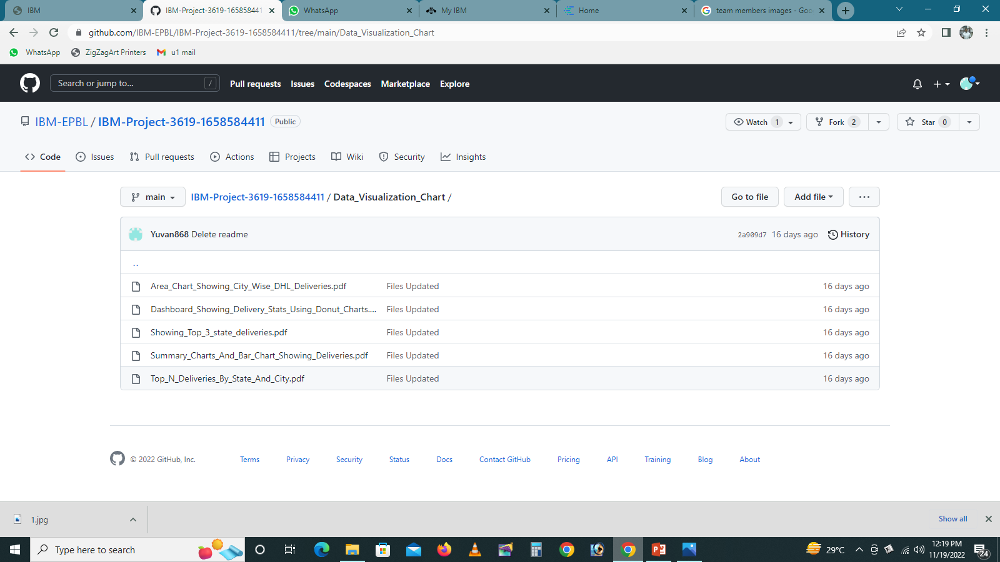 IBM
IBM-Project-3619-165858441
WhatsApp
My IBM
Home
team members images - Goo
github.com/IBM-EPBL/IBM-Project-3619-1658584411/tree/main/Data_Visualization_Chart
WhatsApp
ZigZagArt Printers
u1 mail
Search or jump to...
/
Pull requests
Issues
Codespaces
Marketplace
Explore
IBM-EPBL / IBM-Project-3619-1658584411
Public
Watch 1
Fork 2
Star 0
Code
Issues
Pull requests
Actions
Projects
Wiki
Security
Insights
main
IBM-Project-3619-1658584411 / Data_Visualization_Chart /
Go to file
Add file
...
Yuvan868 Delete readme
2a909d7 16 days ago
History
..
Area_Chart_Showing_City_Wise_DHL_Deliveries.pdf Files Updated 16 days ago
Dashboard_Showing_Delivery_Stats_Using_Donut_Charts.... Files Updated 16 days ago
Showing_Top_3_state_deliveries.pdf Files Updated 16 days ago
Summary_Charts_And_Bar_Chart_Showing_Deliveries.pdf Files Updated 16 days ago
Top_N_Deliveries_By_State_And_City.pdf Files Updated 16 days ago
© 2022 GitHub, Inc.
Terms
Privacy
Security
Status
Docs
Contact GitHub
Pricing
API
Training
Blog
About
1.jpg
Show all
Type here to search
29°C
12:19 PM
11/19/2022
24